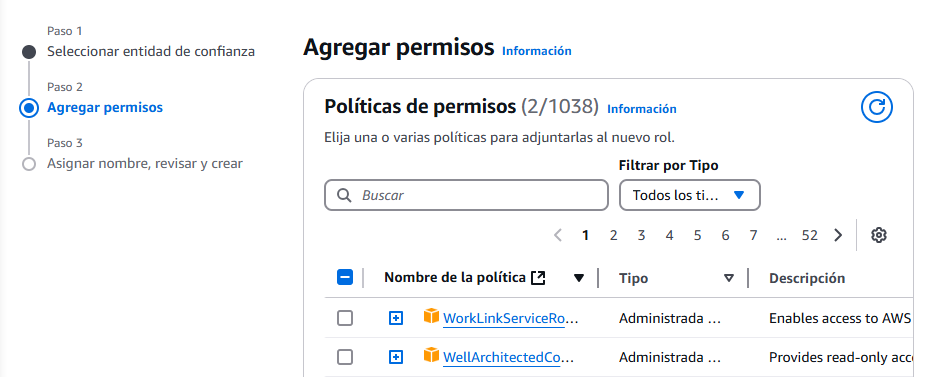 Paso 1
Seleccionar entidad de confianza
Paso 2
Agregar permisos
Paso 3
Asignar nombre, revisar y crear
Agregar permisos Información
Políticas de permisos (2/1038) Información
Elija una o varias políticas para adjuntarlas al nuevo rol.
Filtrar por Tipo
Buscar
Todos los ti...
1 2 3 4 5 6 7 ... 52
Nombre de la política Tipo Descripción
WorkLinkServiceRo... Administrada ... Enables access to AWS
WellArchitectedCo... Administrada ... Provides read-only acc